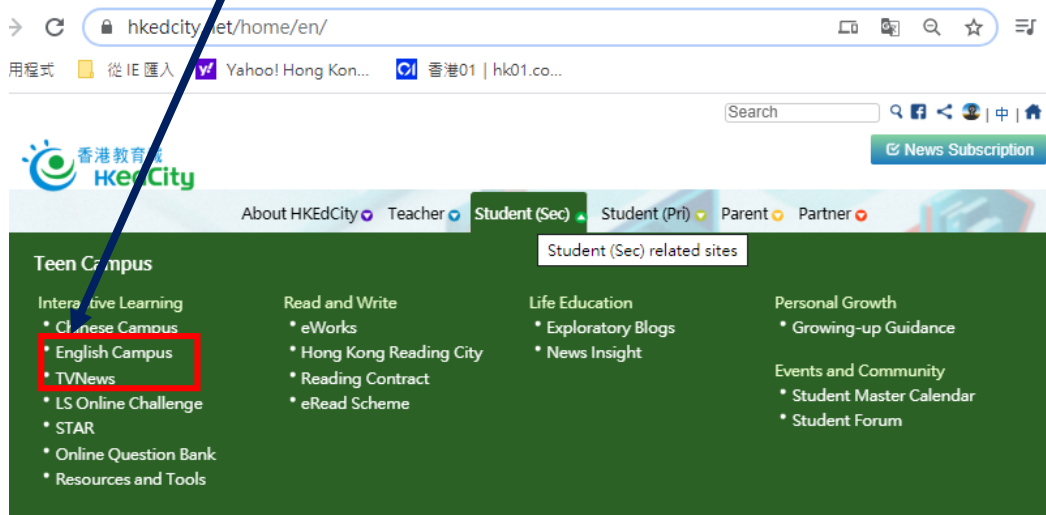 hkedcity.net/home/en/
用程式 從 IE 匯入 Yahoo! Hong Kon... 香港01 | hk01.co...
Search | 中 |
香港教育城
HKEdCity
News Subscription
About HKEdCity Teacher Student (Sec) Student (Pri) Parent Partner
Student (Sec) related sites
Teen Campus
Interactive Learning
* Chinese Campus
* English Campus
* TVNews
* LS Online Challenge
* STAR
* Online Question Bank
* Resources and Tools
Read and Write
* eWorks
* Hong Kong Reading City
* Reading Contract
* eRead Scheme
Life Education
* Exploratory Blogs
* News Insight
Personal Growth
* Growing-up Guidance
Events and Community
* Student Master Calendar
* Student Forum